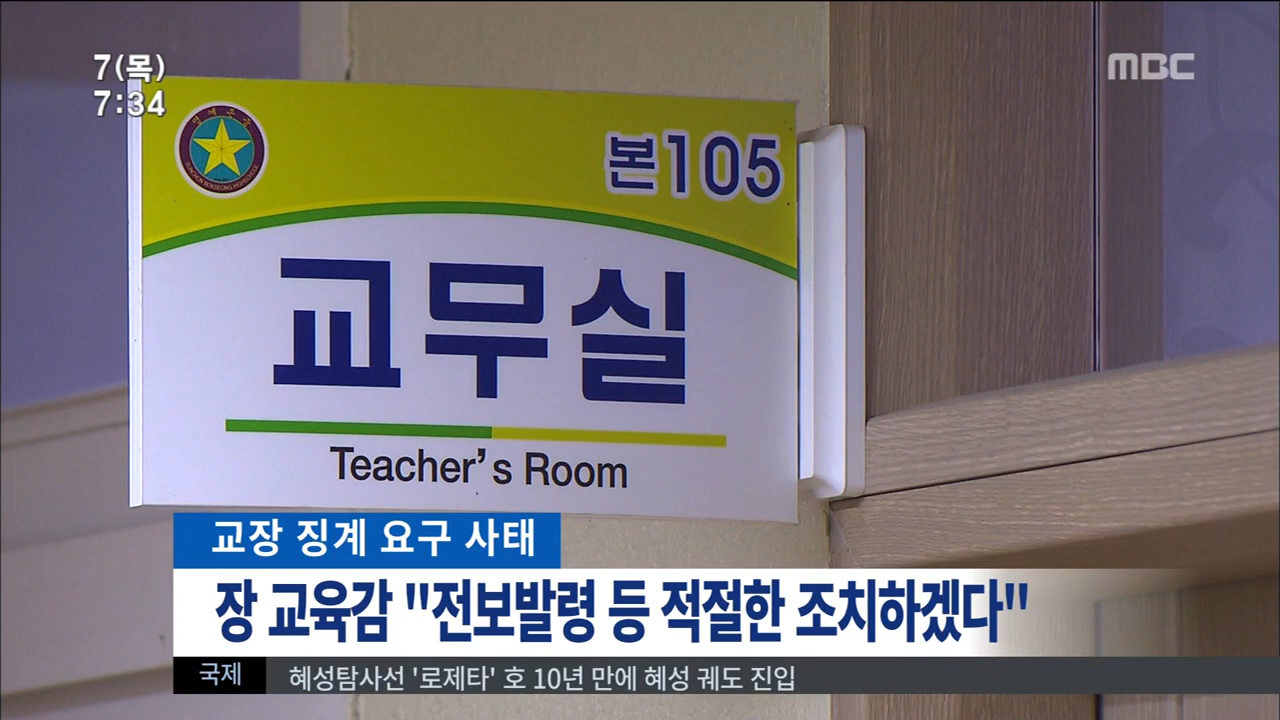 7(목)
7:34
MBC
본105
교무실
Teacher's Room
교장 징계 요구 사태
장 교육감 "전보발령 등 적절한 조치하겠다"
국제 혜성탐사선 '로제타' 호 10년 만에 혜성 궤도 진입